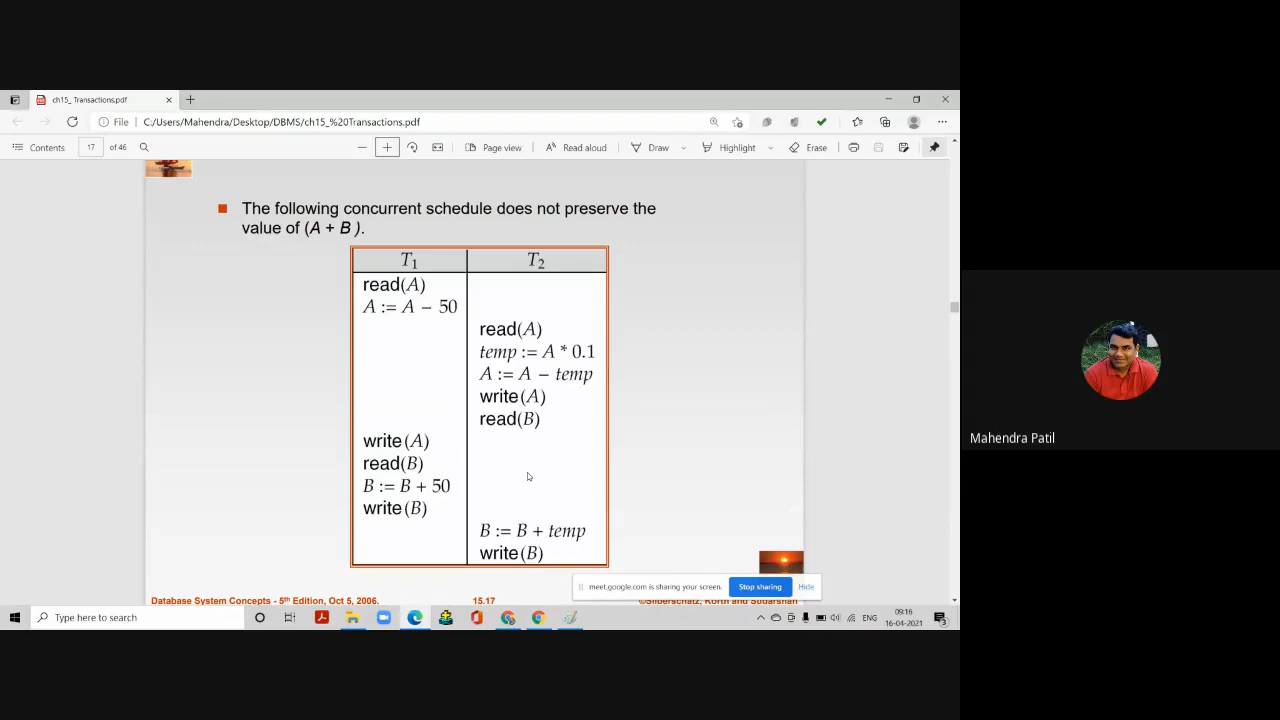 ch15_ Transactions.pdf
File
C:/Users/Mahendra/Desktop/DBMS/ch15_%20Transactions.pdf
Contents
17
of 46
Page view
Read aloud
Draw
Highlight
Erase
The following concurrent schedule does not preserve the
value of (A + B ).
T1 T2
read(A)
A := A − 50
read(A)
temp := A * 0.1
A := A − temp
write(A)
read(B)
write(A)
read(B)
B := B + 50
write(B)
B := B + temp
write(B)
Mahendra Patil
meet.google.com is sharing your screen.
Stop sharing
Hide
Database System Concepts - 5th Edition, Oct 5, 2006.
15.17
©Silberschatz, Korth and Sudarshan
Type here to search
ENG
09:16
16-04-2021
3